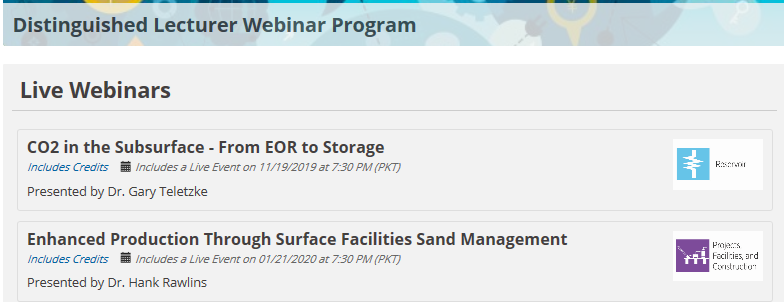 Distinguished Lecturer Webinar Program
Live Webinars
CO2 in the Subsurface - From EOR to Storage
Includes Credits Includes a Live Event on 11/19/2019 at 7:30 PM (PKT)
Presented by Dr. Gary Teletzke
Reservoir
Enhanced Production Through Surface Facilities Sand Management
Includes Credits Includes a Live Event on 01/21/2020 at 7:30 PM (PKT)
Presented by Dr. Hank Rawlins
Projects,
Facilities, and
Construction